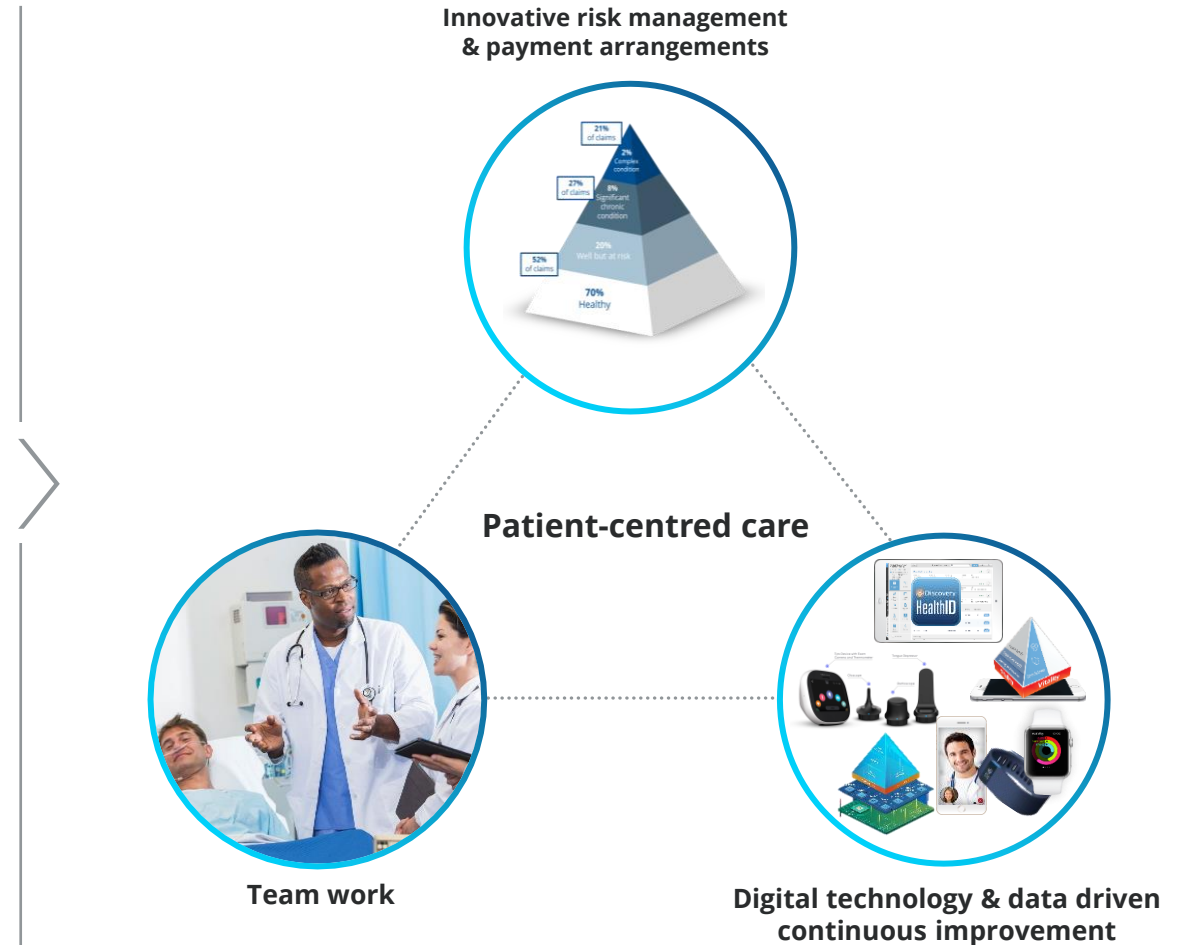 Innovative risk management
& payment arrangements
21%
of claims
2%
Complex
condition
27%
of claims
8%
Significant
chronic
condition
20%
Well but at risk
52%
of claims
70%
Healthy
Patient-centred care
Discovery
HealthID
Vitality
Team work
Digital technology & data driven
continuous improvement